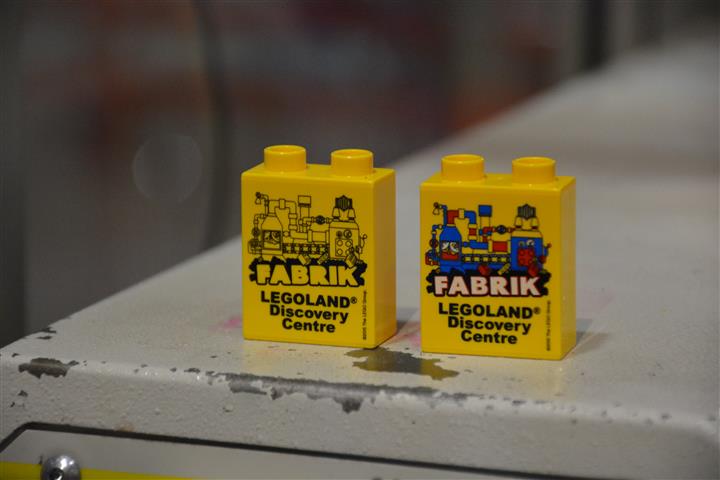 FABRIK
LEGOLAND®
Discovery
Centre
FABRIK
LEGOLAND®
Discovery
Centre